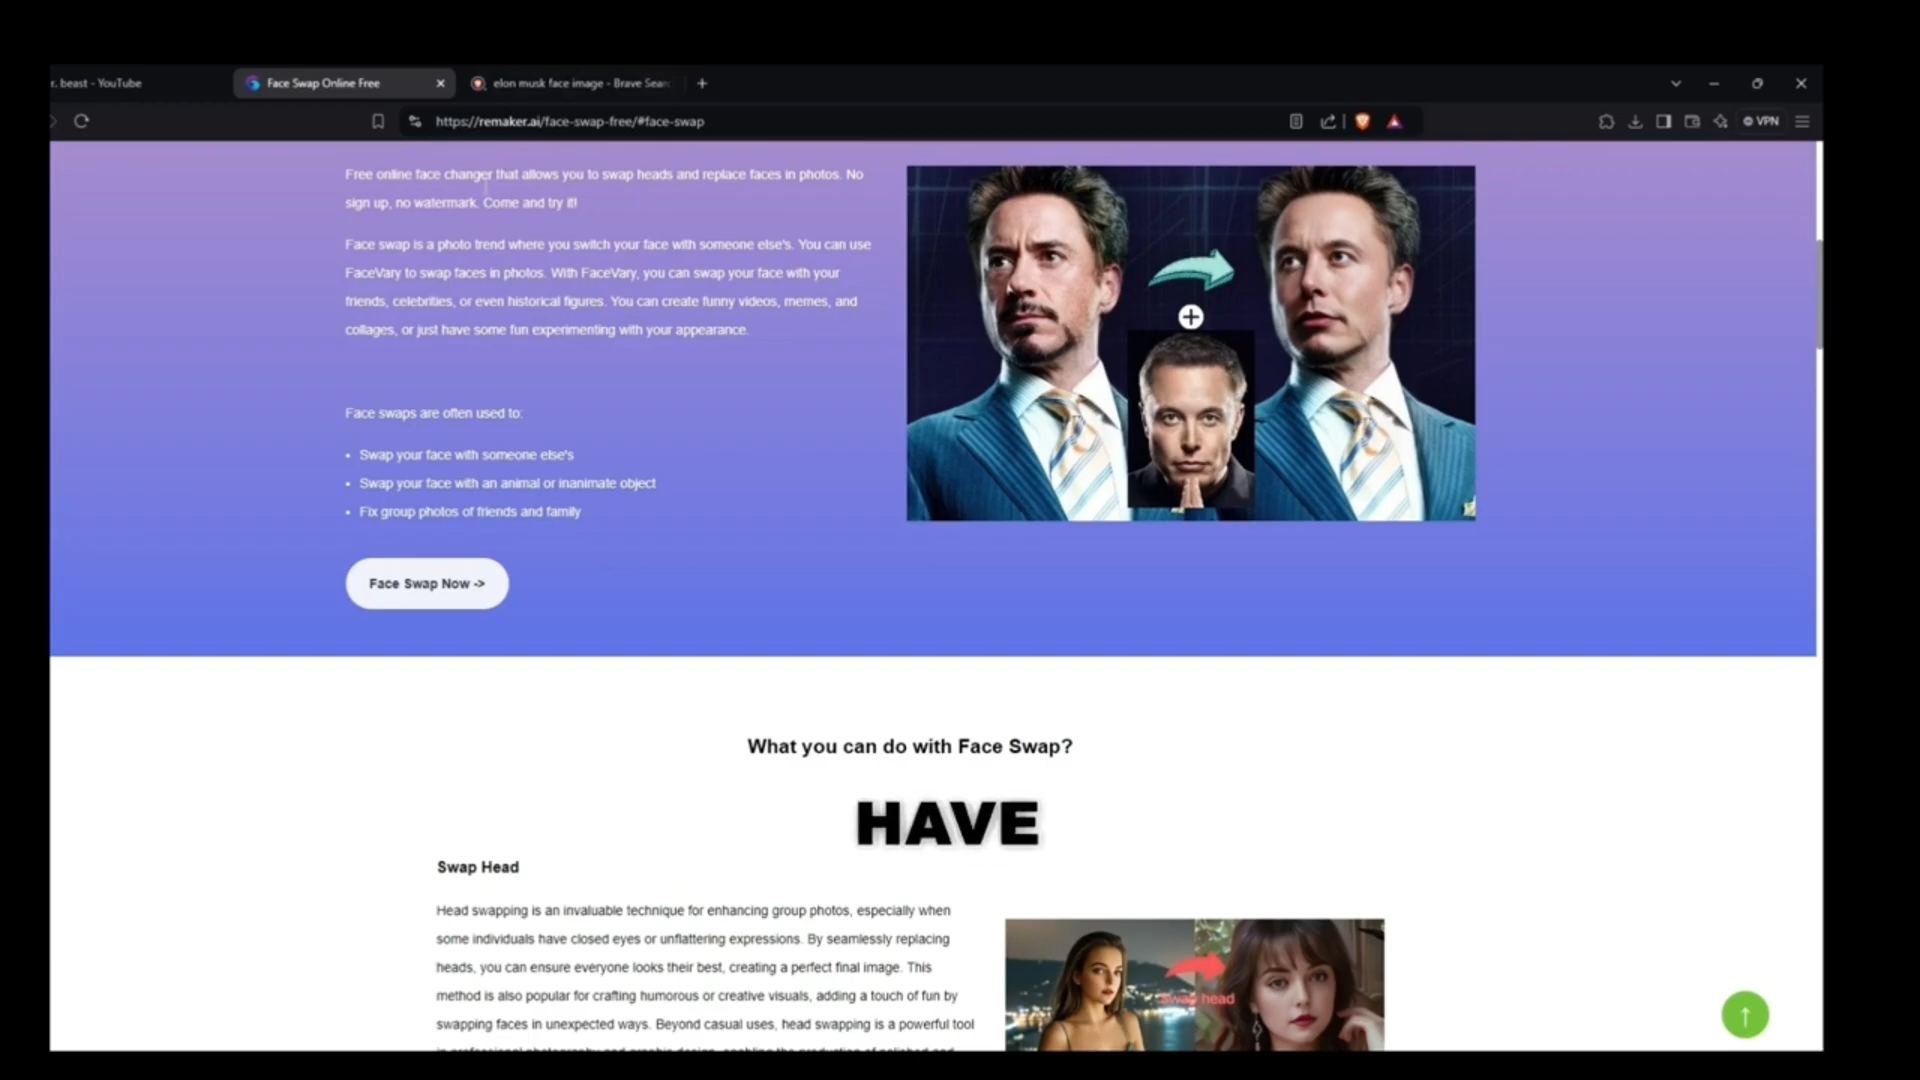 r. beast - YouTube
Face Swap Online Free
elon musk face image - Brave Sear
https://remaker.ai/face-swap-free/#face-swap
VPN
Free online face changer that allows you to swap heads and replace faces in photos. No
sign up, no watermark. Come and try it!
Face swap is a photo trend where you switch your face with someone else's. You can use
FaceVary to swap faces in photos. With FaceVary, you can swap your face with your
friends, celebrities, or even historical figures. You can create funny videos, memes, and
collages, or just have some fun experimenting with your appearance.
Face swaps are often used to:
• Swap your face with someone else's
• Swap your face with an animal or inanimate object
• Fix group photos of friends and family
Face Swap Now ->
What you can do with Face Swap?
HAVE
Swap Head
Head swapping is an invaluable technique for enhancing group photos, especially when
some individuals have closed eyes or unflattering expressions. By seamlessly replacing
heads, you can ensure everyone looks their best, creating a perfect final image. This
method is also popular for crafting humorous or creative visuals, adding a touch of fun by
swapping faces in unexpected ways. Beyond casual uses, head swapping is a powerful tool
Swap head